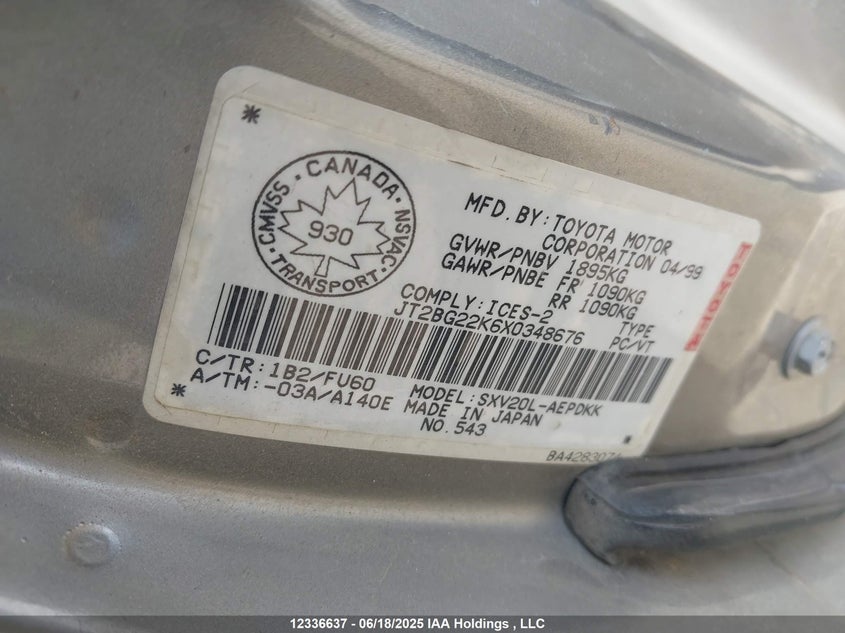 *
CMVSS · CANADA · NSVAC · TRANSPORT ·
930
MFD. BY: TOYOTA MOTOR
CORPORATION 04/99
GVWR/PNBV 1895KG
GAWR/PNBE FR 1090KG
RR 1090KG
COMPLY: ICES-2 TYPE
JT2BG22K6X0348676 PC/VT
TOYOTA
C/TR: 1B2/FU60 MODEL: SXV20L-AEPDKK
A/TM: -03A/A140E MADE IN JAPAN
* NO. 543 *
12336637 - 06/18/2025 IAA Holdings , LLC